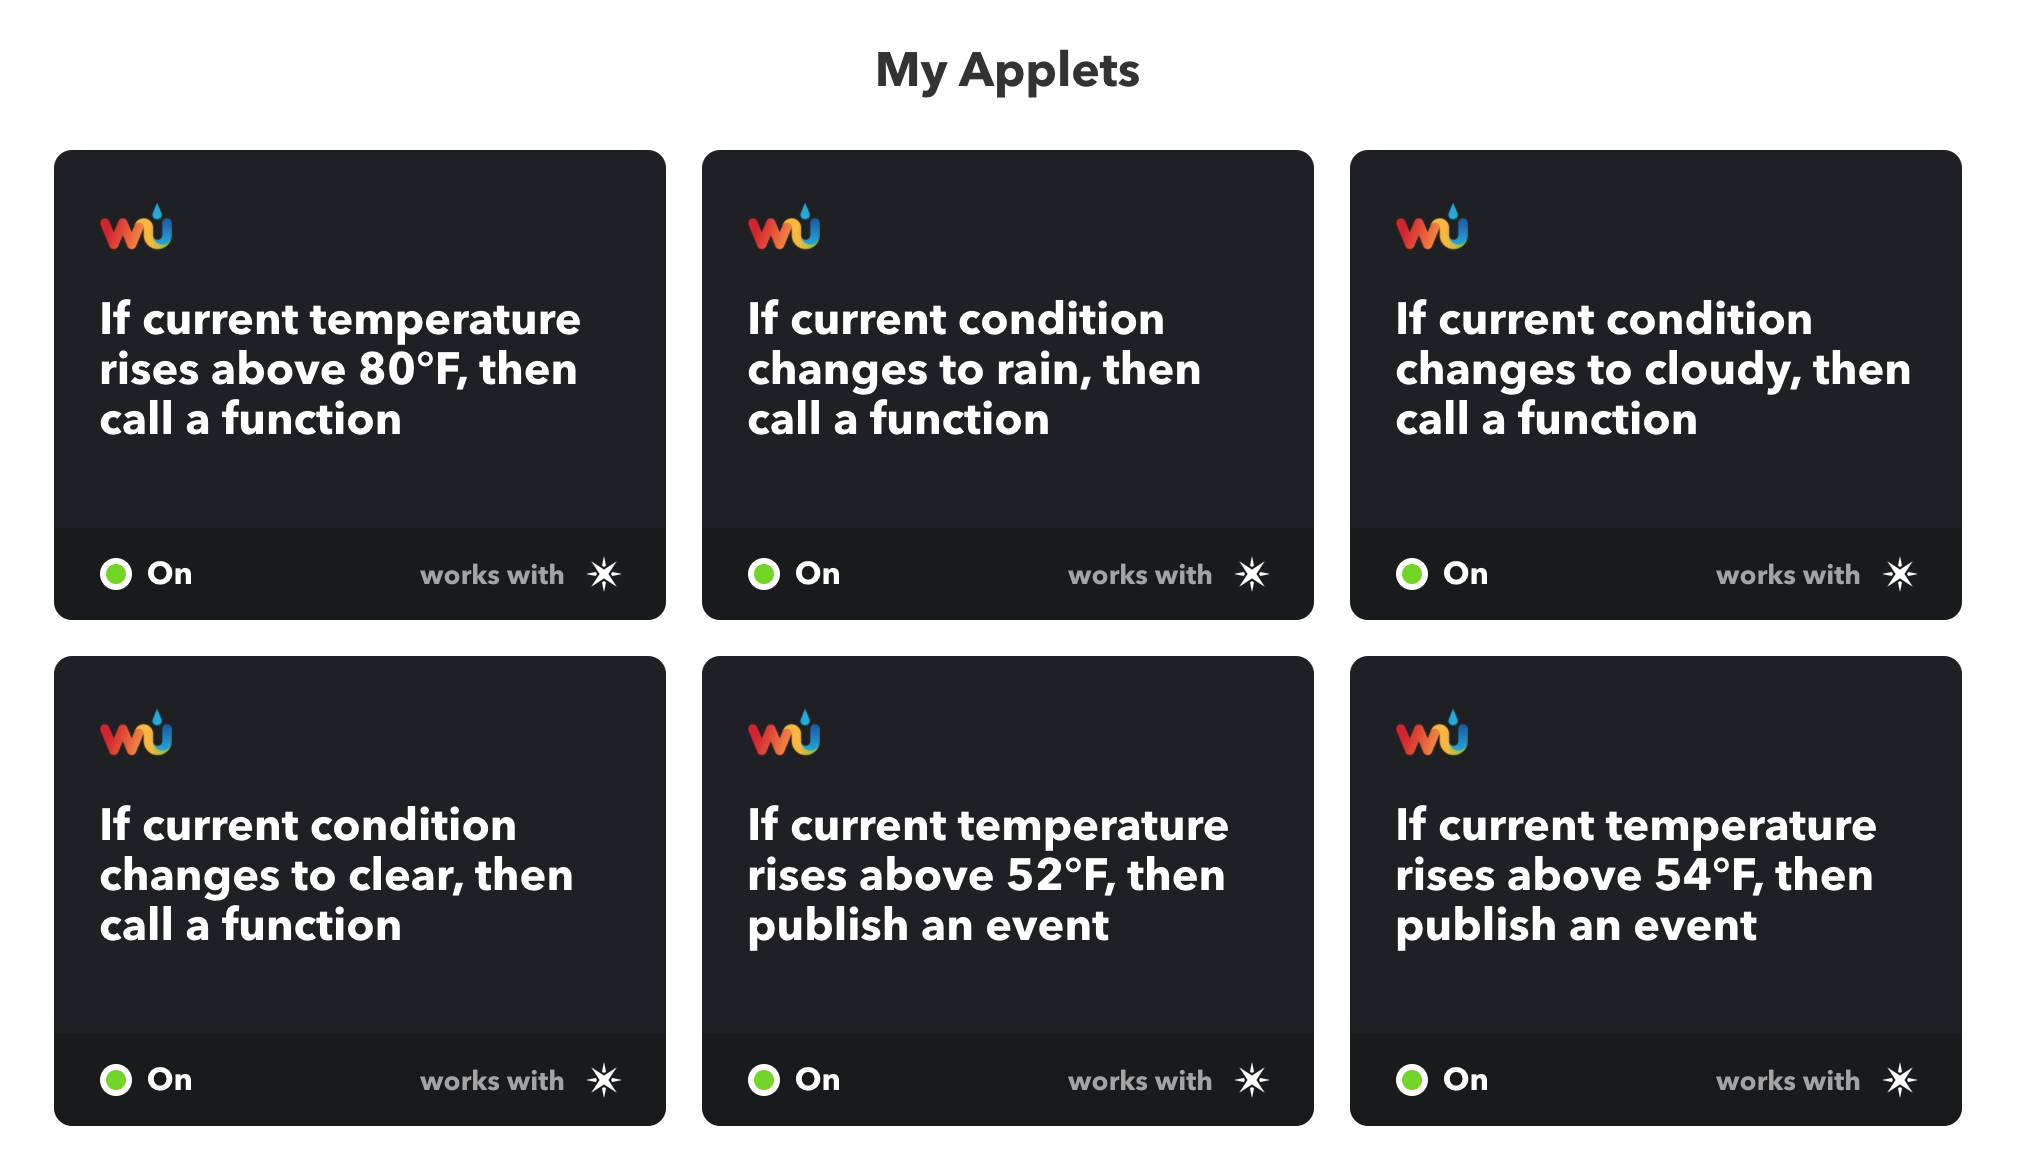 My Applets
wu
If current temperature
rises above 80°F, then
call a function
On works with
wu
If current condition
changes to rain, then
call a function
On works with
wu
If current condition
changes to cloudy, then
call a function
On works with
wu
If current condition
changes to clear, then
call a function
On works with
wu
If current temperature
rises above 52°F, then
publish an event
On works with
wu
If current temperature
rises above 54°F, then
publish an event
On works with